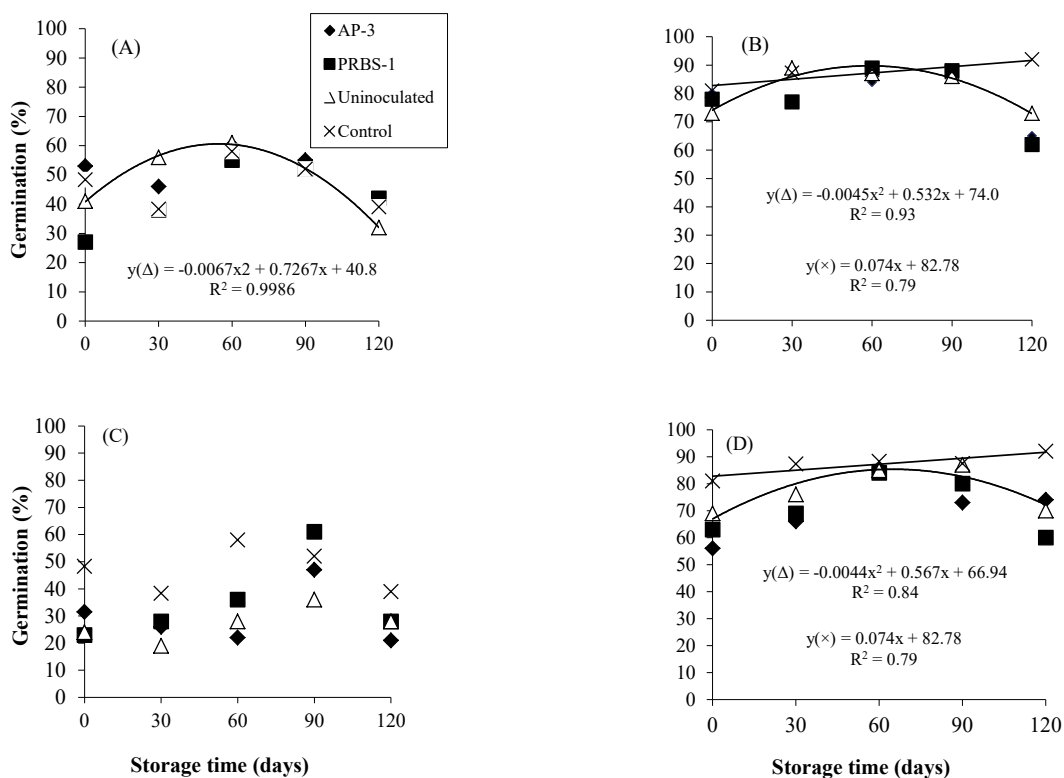 (A)
AP-3
PRBS-1
Uninoculated
Control
Germination (%)
100
90
80
70
60
50
40
30
20
10
0
y(Δ) = -0.0067x2 + 0.7267x + 40.8
R² = 0.9986
0 30 60 90 120
(B)
100
90
80
70
60
50
40
30
20
10
0
y(Δ) = -0.0045x² + 0.532x + 74.0
R² = 0.93
y(×) = 0.074x + 82.78
R² = 0.79
0 30 60 90 120
(C)
Germination (%)
100
90
80
70
60
50
40
30
20
10
0
0 30 60 90 120
Storage time (days)
(D)
100
90
80
70
60
50
40
30
20
10
0
y(Δ) = -0.0044x² + 0.567x + 66.94
R² = 0.84
y(×) = 0.074x + 82.78
R² = 0.79
0 30 60 90 120
Storage time (days)